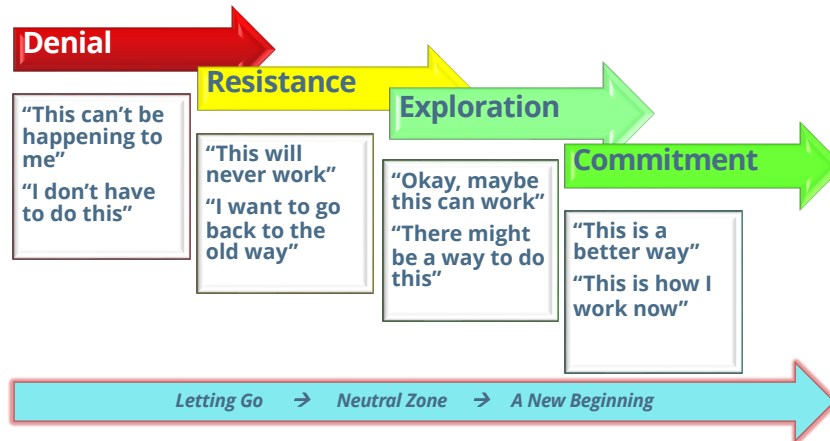 Denial
“This can’t be
happening to
me”
“I don’t have
to do this”
Resistance
“This will
never work”
“I want to go
back to the
old way”
Exploration
“Okay, maybe
this can work”
“There might
be a way to do
this”
Commitment
“This is a
better way”
“This is how I
work now”
Letting Go → Neutral Zone → A New Beginning